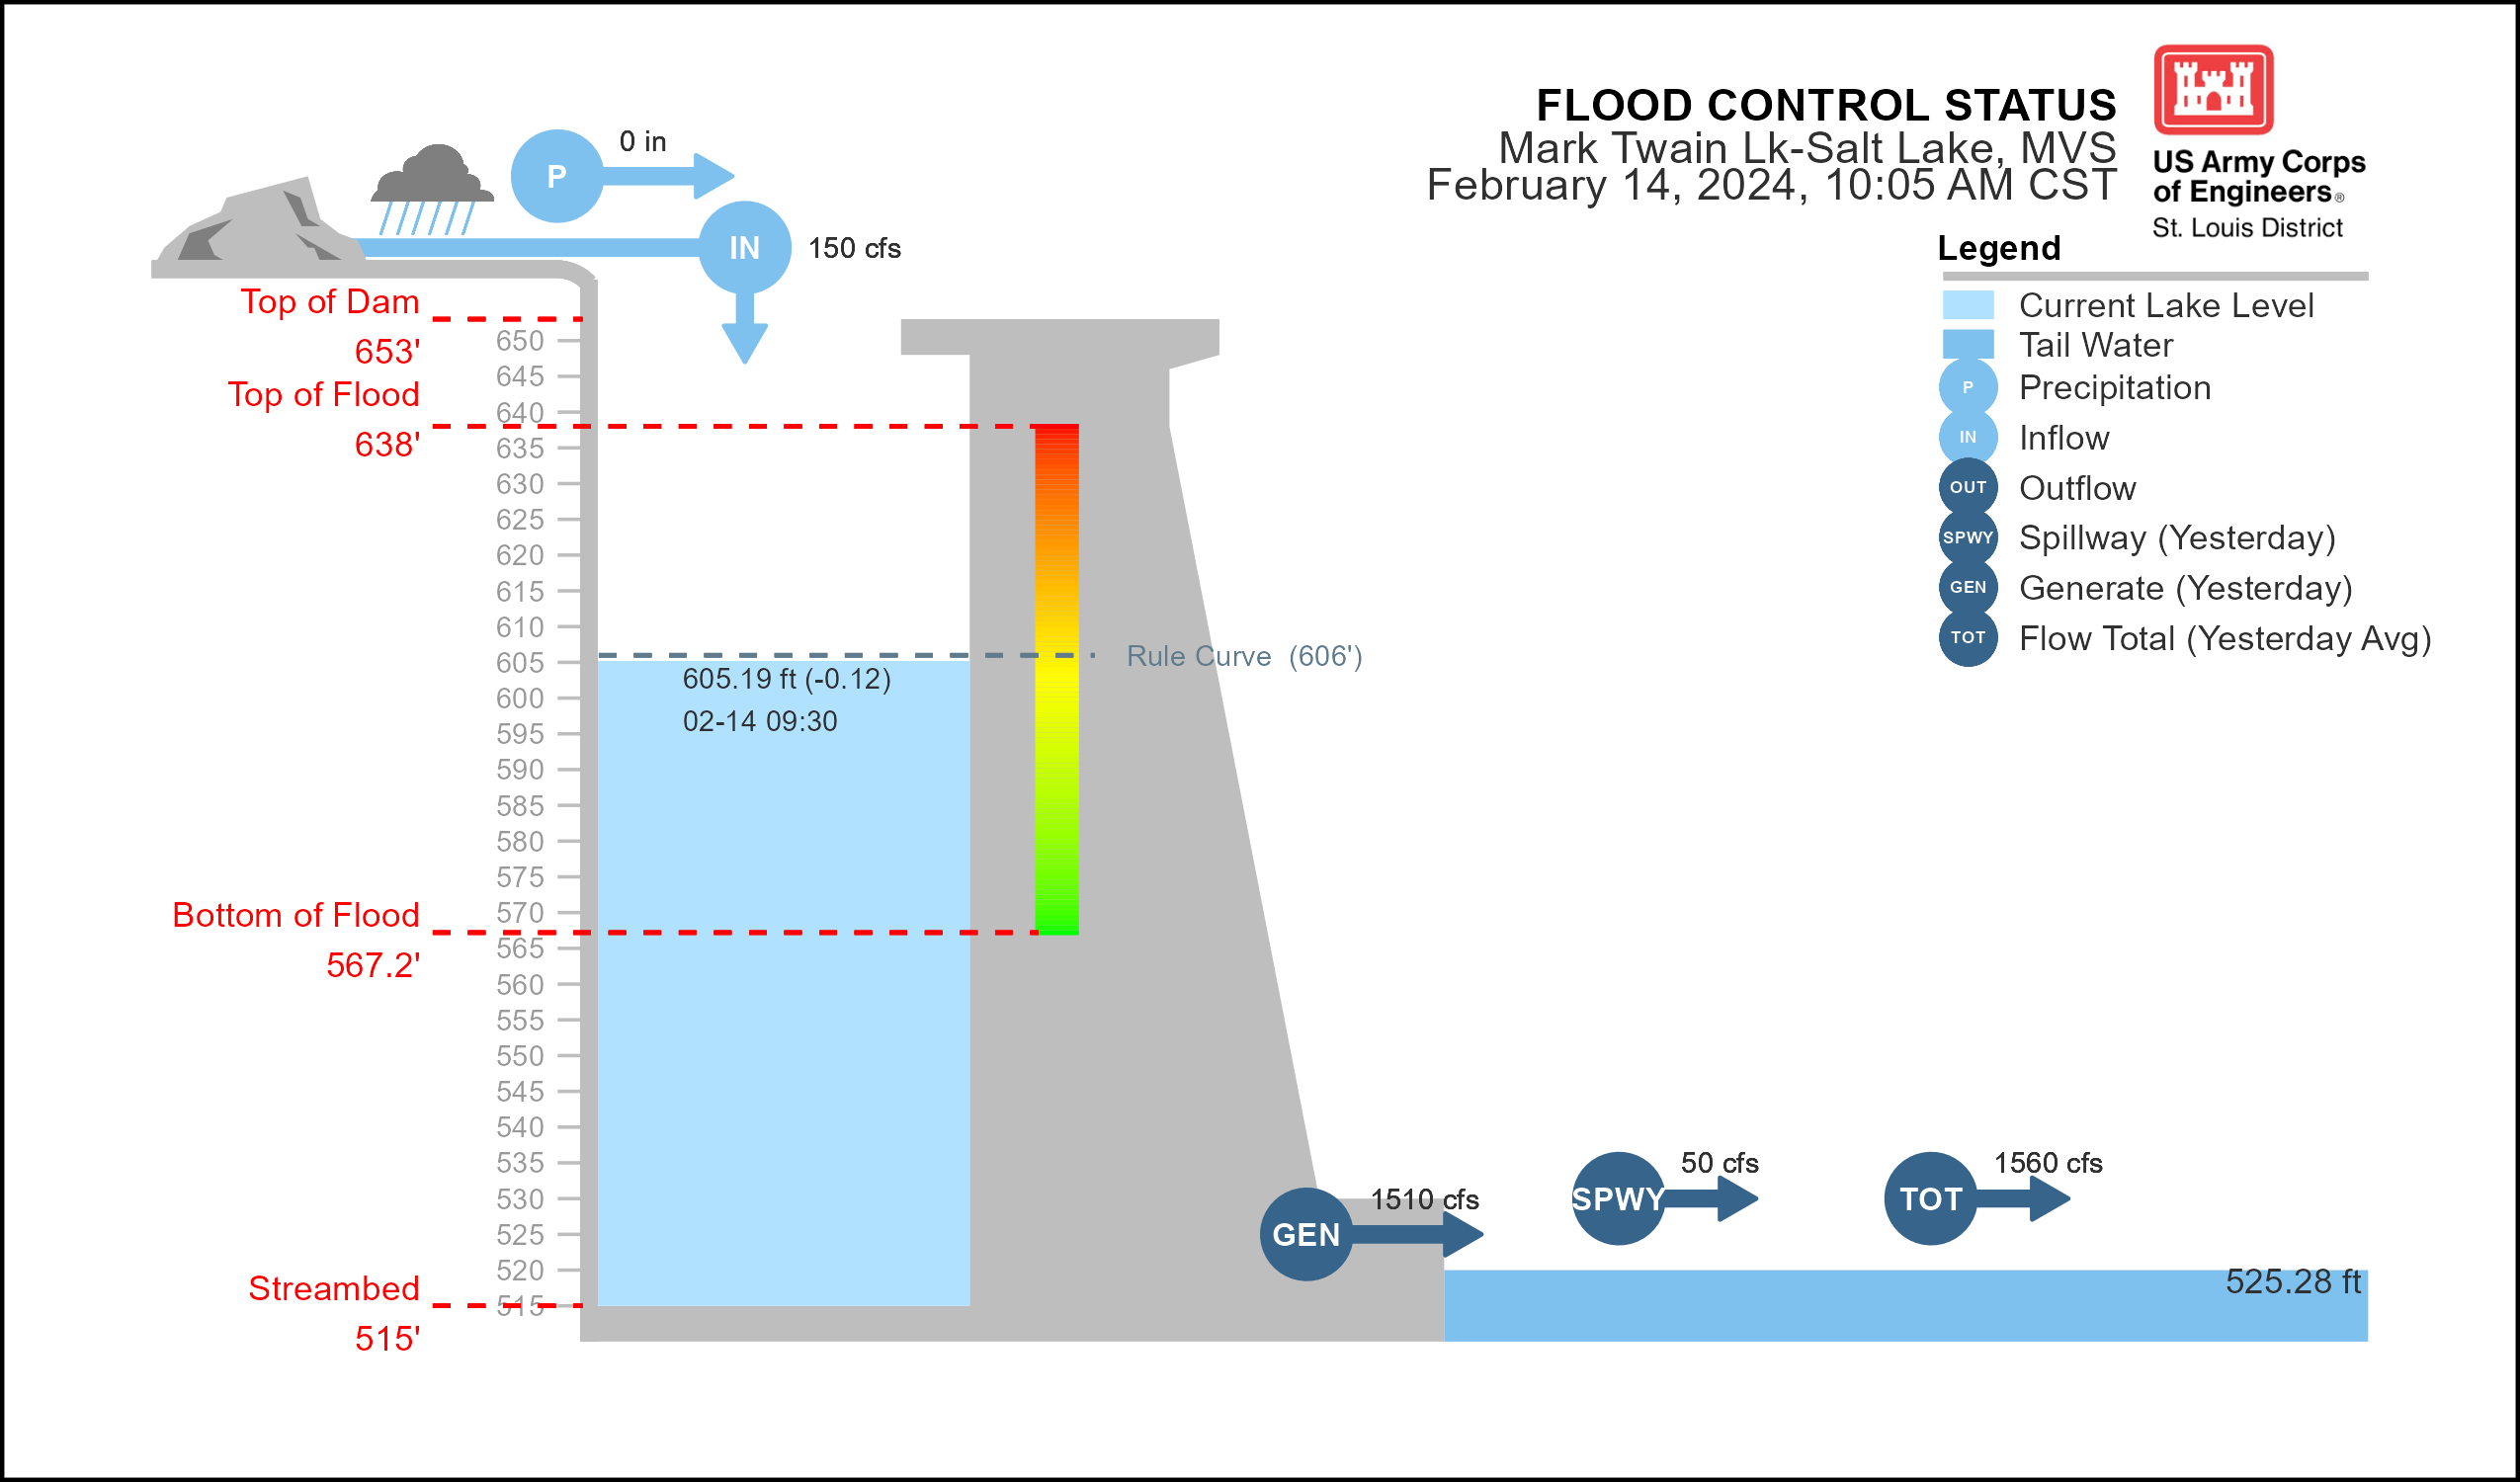 FLOOD CONTROL STATUS
Mark Twain Lk-Salt Lake, MVS
February 14, 2024, 10:05 AM CST
US Army Corps
of Engineers®
St. Louis District
Legend
Current Lake Level
Tail Water
P Precipitation
IN Inflow
OUT Outflow
SPWY Spillway (Yesterday)
GEN Generate (Yesterday)
TOT Flow Total (Yesterday Avg)
P 0 in
IN 150 cfs
Top of Dam
653'
Top of Flood
638'
Bottom of Flood
567.2'
Streambed
515'
650
645
640
635
630
625
620
615
610
605
600
595
590
585
580
575
570
565
560
555
550
545
540
535
530
525
520
515
Rule Curve (606')
605.19 ft (-0.12)
02-14 09:30
GEN 1510 cfs
SPWY 50 cfs
TOT 1560 cfs
525.28 ft